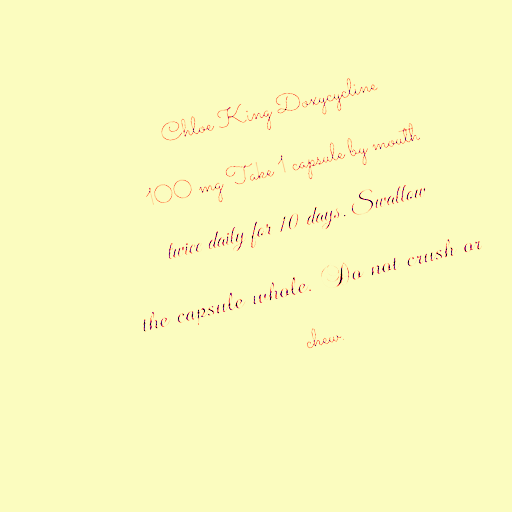 Chloe King Doxycycline
100 mg Take 1 capsule by mouth
twice daily for 10 days. Swallow
the capsule whole. Do not crush or
chew.